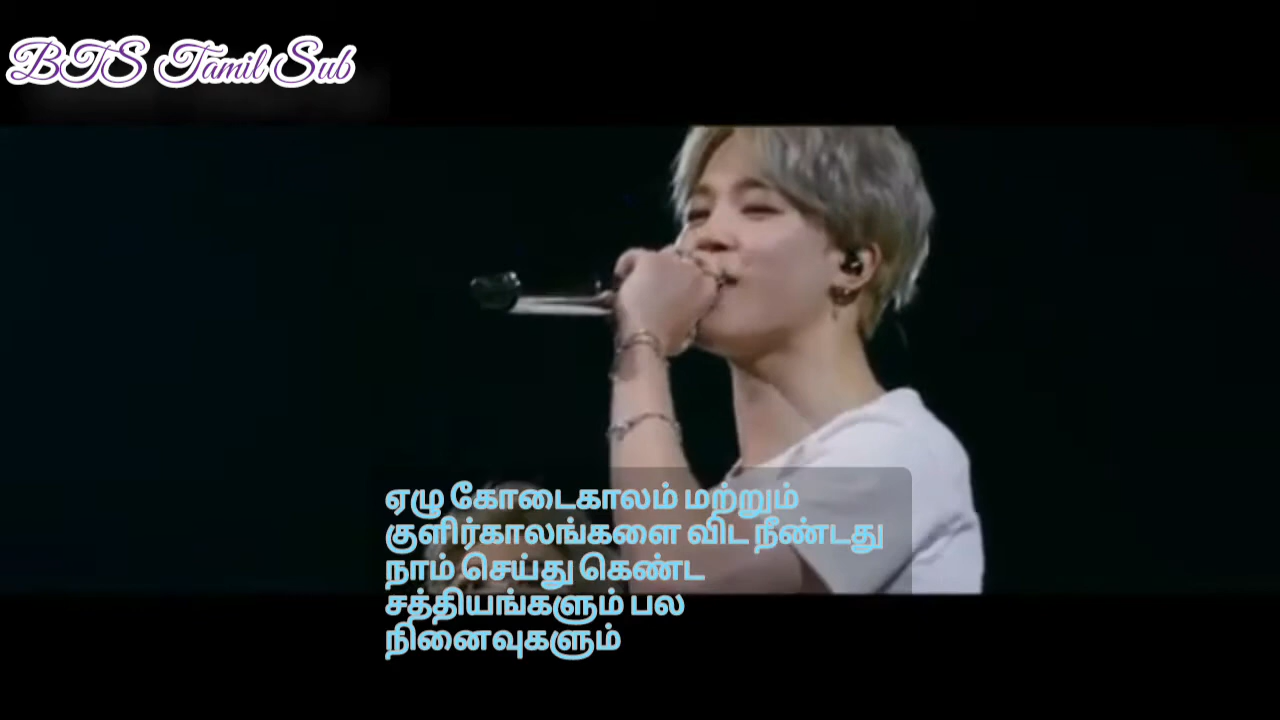 BTS Tamil Sub
ஏழு கோடைகாலம் மற்றும்
குளிர்காலங்களை விட நீண்டது
நாம் செய்து கெண்ட
சத்தியங்களும் பல
நினைவுகளும்